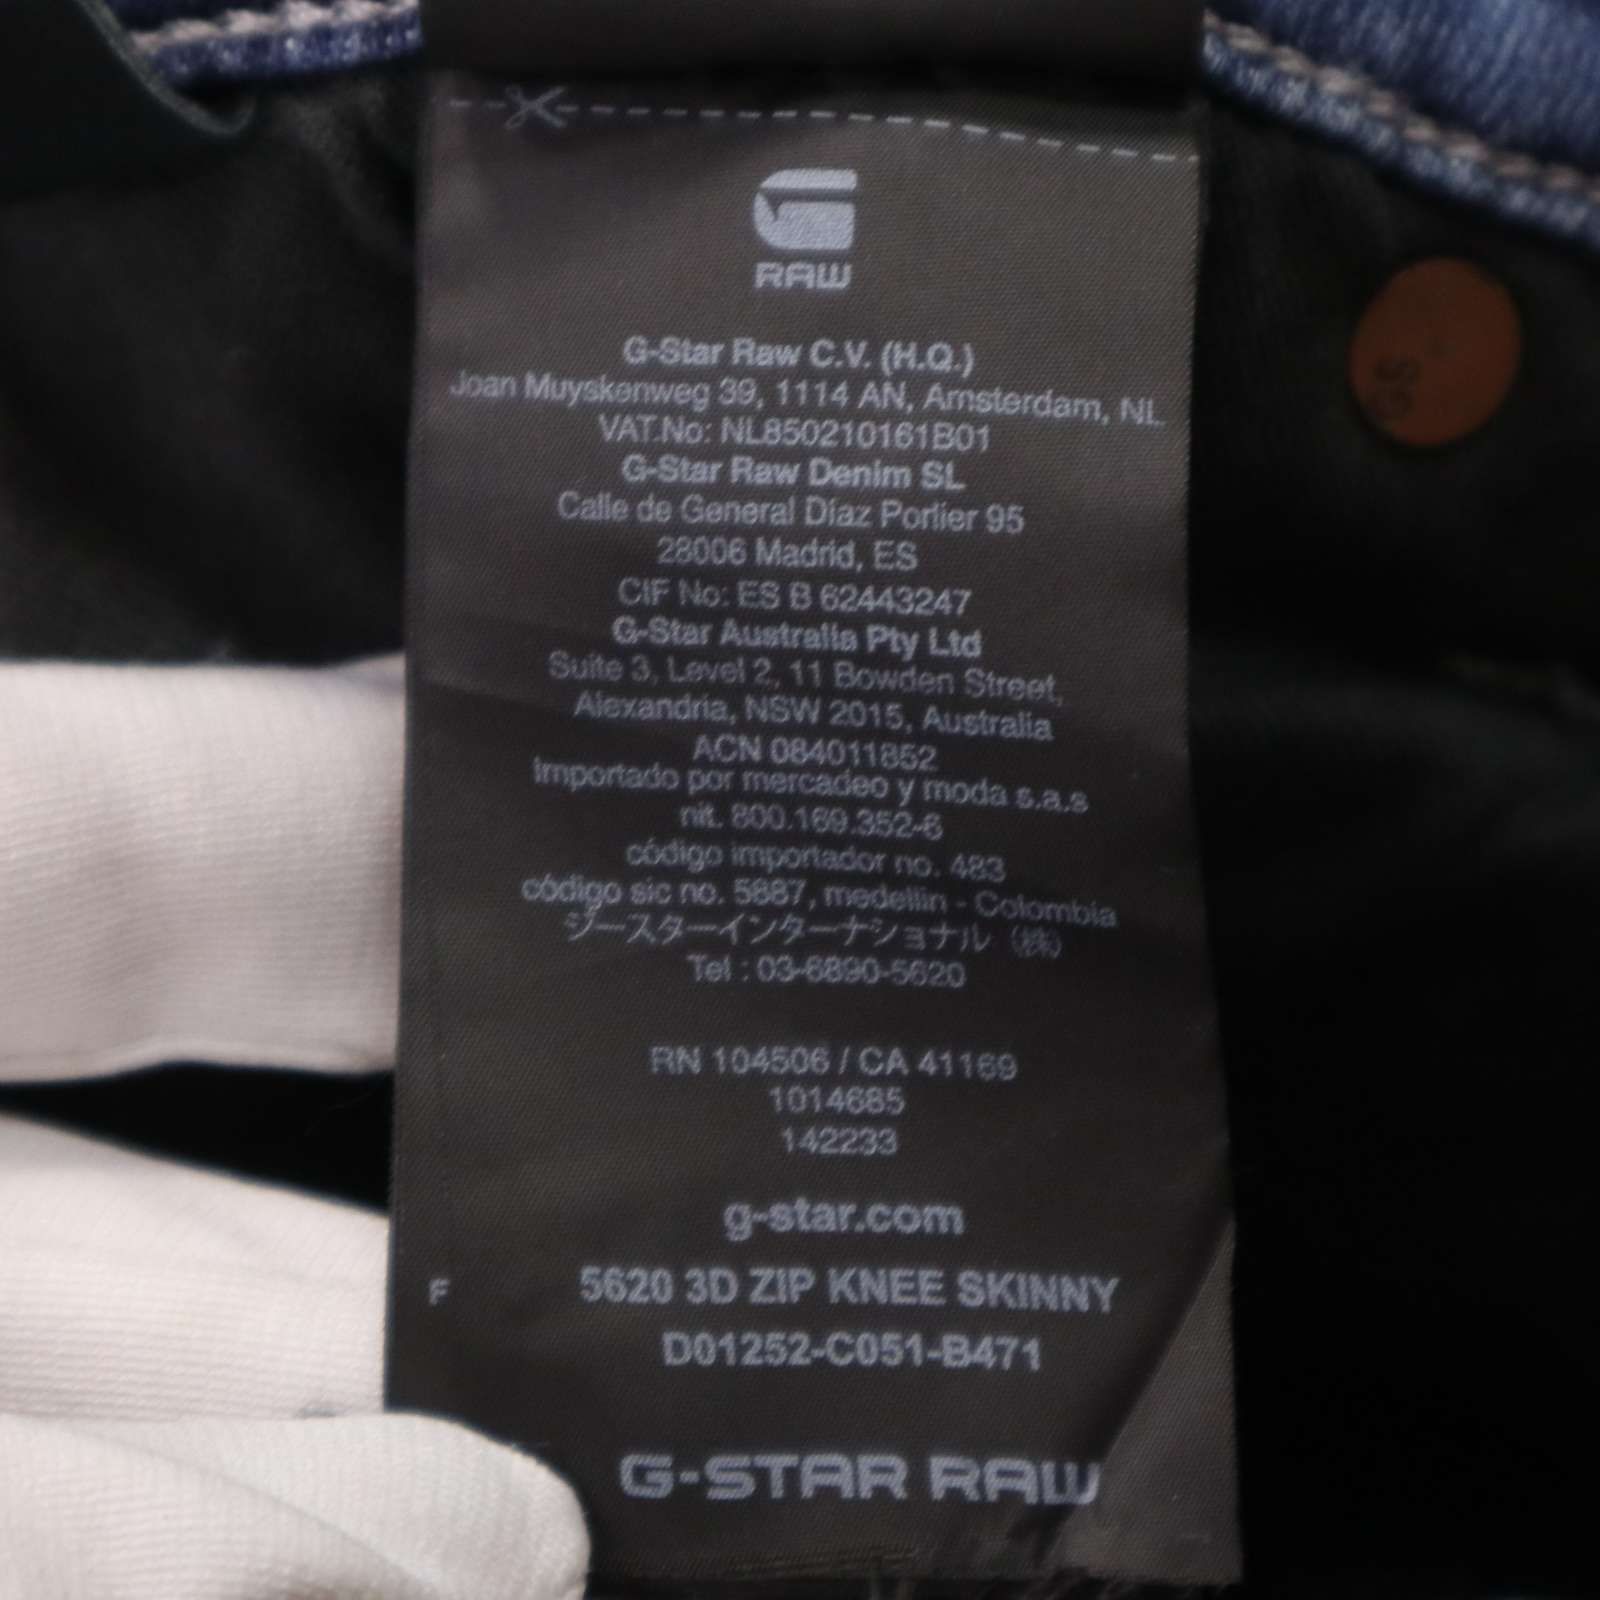 RAW
G-Star Raw C.V. (H.Q.)
Joan Muyskenweg 39, 1114 AN, Amsterdam, NL
VAT.No: NL850210161B01
G-Star Raw Denim SL
Calle de General Díaz Porlier 95
28006 Madrid, ES
CIF No: ES B 62443247
G-Star Australia Pty Ltd
Suite 3, Level 2, 11 Bowden Street,
Alexandria, NSW 2015, Australia
ACN 084011852
Importado por mercadeo y moda s.a.s
nit. 800.169.352-6
código importador no. 483
código sic no. 5887, medellin - Colombia
ジースターインターナショナル（株）
Tel : 03-6890-5620
RN 104506 / CA 41169
1014685
142233
g-star.com
F 5620 3D ZIP KNEE SKINNY
D01252-C051-B471
G-STAR RAW